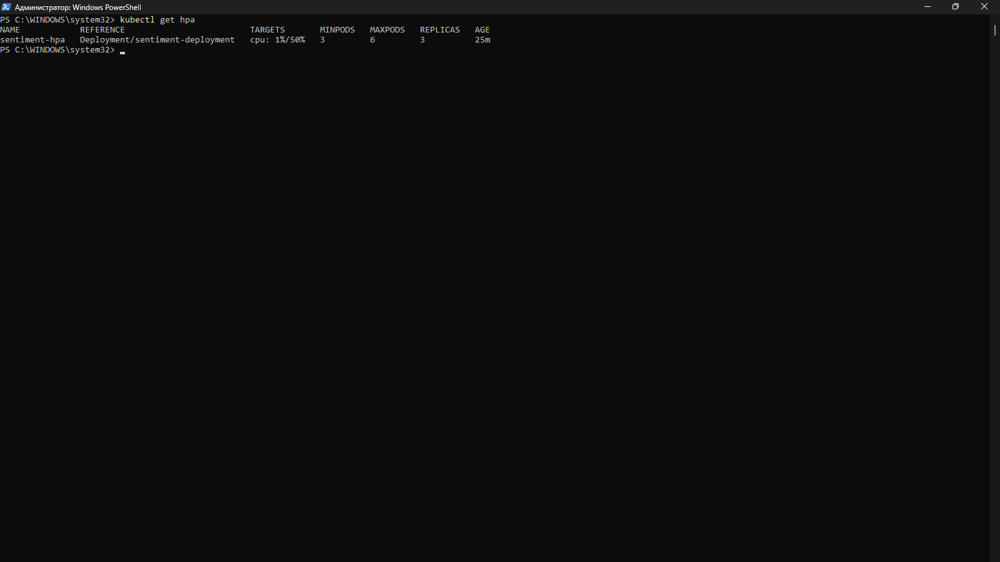 Администратор: Windows PowerShell
PS C:\WINDOWS\system32> kubectl get hpa
NAME            REFERENCE                         TARGETS       MINPODS   MAXPODS   REPLICAS   AGE
sentiment-hpa   Deployment/sentiment-deployment   cpu: 1%/50%   3         6         3          25m
PS C:\WINDOWS\system32>